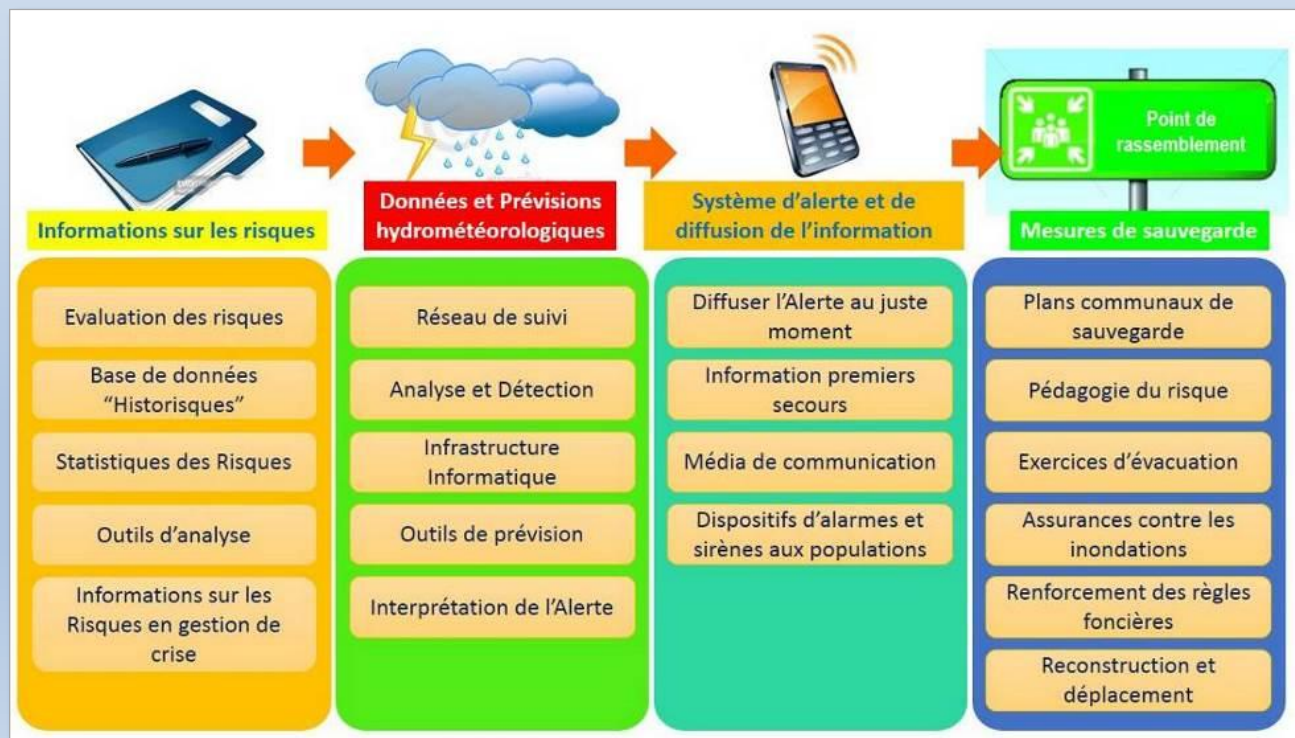 Point de
rassemblement
Informations sur les risques
Données et Prévisions
hydrométéorologiques
Système d'alerte et de
diffusion de l'information
Mesures de sauvegarde
Evaluation des risques
Base de données
“Historisques”
Statistiques des Risques
Outils d'analyse
Informations sur les
Risques en gestion de
crise
Réseau de suivi
Analyse et Détection
Infrastructure
Informatique
Outils de prévision
Interprétation de l'Alerte
Diffuser l'Alerte au juste
moment
Information premiers
secours
Média de communication
Dispositifs d'alarmes et
sirènes aux populations
Plans communaux de
sauvegarde
Pédagogie du risque
Exercices d'évacuation
Assurances contre les
inondations
Renforcement des règles
foncières
Reconstruction et
déplacement